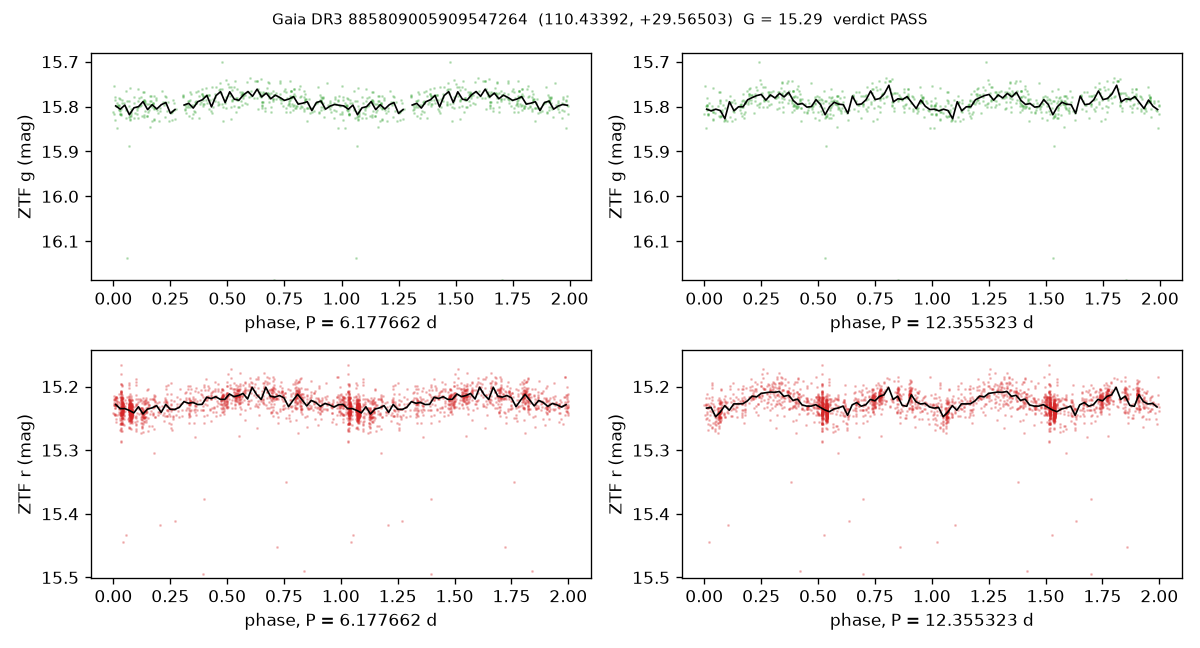 Gaia DR3 885809005909547264  (110.43392, +29.56503)  G = 15.29  verdict PASS
ZTF g (mag)
15.7
15.8
15.9
16.0
16.1
0.00 0.25 0.50 0.75 1.00 1.25 1.50 1.75 2.00
phase, P = 6.177662 d
ZTF g (mag)
15.7
15.8
15.9
16.0
16.1
0.00 0.25 0.50 0.75 1.00 1.25 1.50 1.75 2.00
phase, P = 12.355323 d
ZTF r (mag)
15.2
15.3
15.4
15.5
0.00 0.25 0.50 0.75 1.00 1.25 1.50 1.75 2.00
phase, P = 6.177662 d
ZTF r (mag)
15.2
15.3
15.4
15.5
0.00 0.25 0.50 0.75 1.00 1.25 1.50 1.75 2.00
phase, P = 12.355323 d